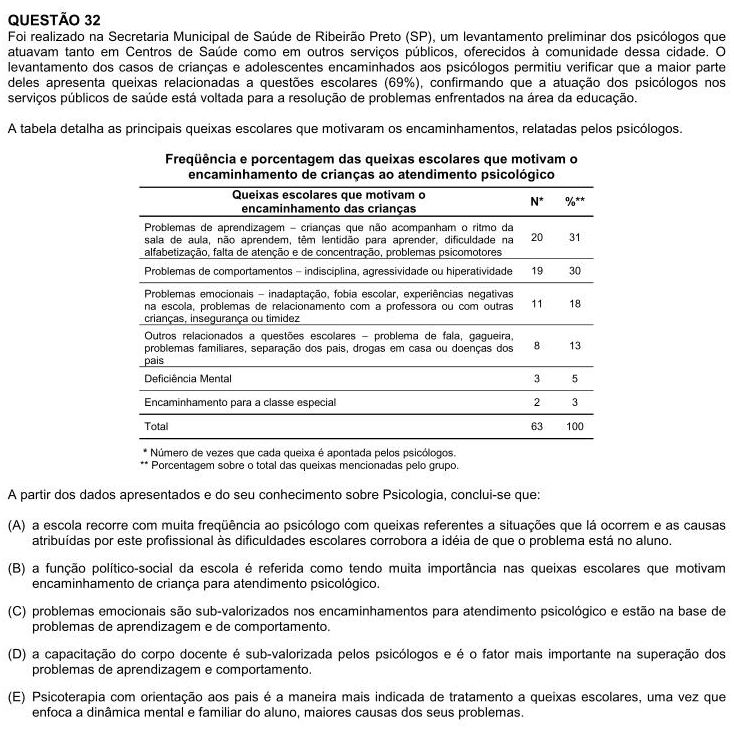 QUESTÃO 32
Foi realizado na Secretaria Municipal de Saúde de Ribeirão Preto (SP), um levantamento preliminar dos psicólogos que
atuavam tanto em Centros de Saúde como em outros serviços públicos, oferecidos à comunidade dessa cidade. O
levantamento dos casos de crianças e adolescentes encaminhados aos psicólogos permitiu verificar que a maior parte
deles apresenta queixas relacionadas a questões escolares (69%), confirmando que a atuação dos psicólogos nos
serviços públicos de saúde está voltada para a resolução de problemas enfrentados na área da educação.
A tabela detalha as principais queixas escolares que motivaram os encaminhamentos, relatadas pelos psicólogos.
Freqüência e porcentagem das queixas escolares que motivam o
encaminhamento de crianças ao atendimento psicológico
Queixas escolares que motivam o
encaminhamento das crianças
N* %**
Problemas de aprendizagem – crianças que não acompanham o ritmo da
sala de aula, não aprendem, têm lentidão para aprender, dificuldade na
alfabetização, falta de atenção e de concentração, problemas psicomotores
20 31
Problemas de comportamentos – indisciplina, agressividade ou hiperatividade 19 30
Problemas emocionais – inadaptação, fobia escolar, experiências negativas
na escola, problemas de relacionamento com a professora ou com outras
crianças, insegurança ou timidez
11 18
Outros relacionados a questões escolares – problema de fala, gagueira,
problemas familiares, separação dos pais, drogas em casa ou doenças dos
pais
8 13
Deficiência Mental 3 5
Encaminhamento para a classe especial 2 3
Total 63 100
* Número de vezes que cada queixa é apontada pelos psicólogos.
** Porcentagem sobre o total das queixas mencionadas pelo grupo.
A partir dos dados apresentados e do seu conhecimento sobre Psicologia, conclui-se que:
(A) a escola recorre com muita freqüência ao psicólogo com queixas referentes a situações que lá ocorrem e as causas
atribuídas por este profissional às dificuldades escolares corrobora a idéia de que o problema está no aluno.
(B) a função político-social da escola é referida como tendo muita importância nas queixas escolares que motivam
encaminhamento de criança para atendimento psicológico.
(C) problemas emocionais são sub-valorizados nos encaminhamentos para atendimento psicológico e estão na base de
problemas de aprendizagem e de comportamento.
(D) a capacitação do corpo docente é sub-valorizada pelos psicólogos e é o fator mais importante na superação dos
problemas de aprendizagem e comportamento.
(E) Psicoterapia com orientação aos pais é a maneira mais indicada de tratamento a queixas escolares, uma vez que
enfoca a dinâmica mental e familiar do aluno, maiores causas dos seus problemas.